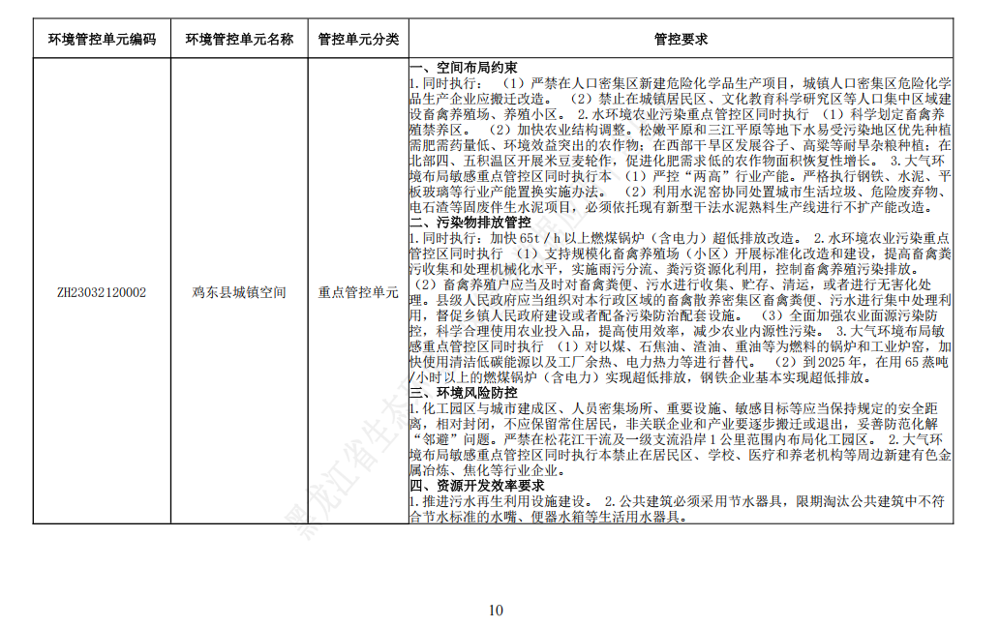 环境管控单元编码 环境管控单元名称 管控单元分类 管控要求
ZH23032120002 鸡东县城镇空间 重点管控单元
一、空间布局约束
1.同时执行： （1）严禁在人口密集区新建危险化学品生产项目，城镇人口密集区危险化学
品生产企业应搬迁改造。 （2）禁止在城镇居民区、文化教育科学研究区等人口集中区域建
设畜禽养殖场、养殖小区。 2.水环境农业污染重点管控区同时执行 （1）科学划定畜禽养
殖禁养区。 （2）加快农业结构调整。松嫩平原和三江平原等地下水易受污染地区优先种植
需肥需药量低、环境效益突出的农作物；在西部干旱区发展谷子、高粱等耐旱杂粮种植；在
北部四、五积温区开展米豆麦轮作，促进化肥需求低的农作物面积恢复性增长。 3.大气环
境布局敏感重点管控区同时执行本 （1）严控“两高”行业产能。严格执行钢铁、水泥、平
板玻璃等行业产能置换实施办法。 （2）利用水泥窑协同处置城市生活垃圾、危险废弃物、
电石渣等固废伴生水泥项目，必须依托现有新型干法水泥熟料生产线进行不扩产能改造。
二、污染物排放管控
1.同时执行：加快 65t／h 以上燃煤锅炉（含电力）超低排放改造。 2.水环境农业污染重点
管控区同时执行 （1）支持规模化畜禽养殖场（小区）开展标准化改造和建设，提高畜禽粪
污收集和处理机械化水平，实施雨污分流、粪污资源化利用，控制畜禽养殖污染排放。
（2）畜禽养殖户应当及时对畜禽粪便、污水进行收集、贮存、清运，或者进行无害化处
理。县级人民政府应当组织对本行政区域的畜禽散养密集区畜禽粪便、污水进行集中处理利
用，督促乡镇人民政府建设或者配备污染防治配套设施。 （3）全面加强农业面源污染防
控，科学合理使用农业投入品，提高使用效率，减少农业内源性污染。 3.大气环境布局敏
感重点管控区同时执行 （1）对以煤、石焦油、渣油、重油等为燃料的锅炉和工业炉窑，加
快使用清洁低碳能源以及工厂余热、电力热力等进行替代。 （2）到 2025 年，在用 65 蒸吨
/小时以上的燃煤锅炉（含电力）实现超低排放，钢铁企业基本实现超低排放。
三、环境风险防控
1.化工园区与城市建成区、人员密集场所、重要设施、敏感目标等应当保持规定的安全距
离，相对封闭，不应保留常住居民，非关联企业和产业要逐步搬迁或退出，妥善防范化解
“邻避”问题。严禁在松花江干流及一级支流沿岸 1 公里范围内布局化工园区。 2.大气环
境布局敏感重点管控区同时执行本禁止在居民区、学校、医疗和养老机构等周边新建有色金
属冶炼、焦化等行业企业。
四、资源开发效率要求
1.推进污水再生利用设施建设。 2.公共建筑必须采用节水器具，限期淘汰公共建筑中不符
合节水标准的水嘴、便器水箱等生活用水器具。
黑龙江省生态环
10